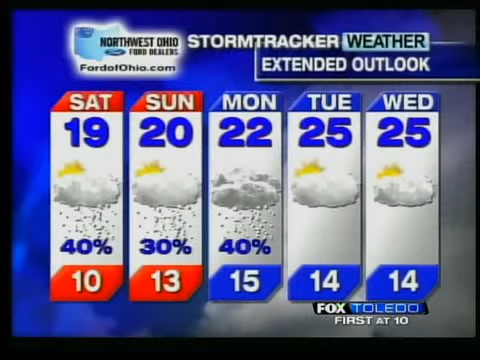 NORTHWEST OHIO
Ford DEALERS
FordofOhio.com
STORMTRACKER WEATHER
EXTENDED OUTLOOK
SAT SUN MON TUE WED
19 20 22 25 25
40% 30% 40%
10 13 15 14 14
FOX TOLEDO
FIRST AT 10